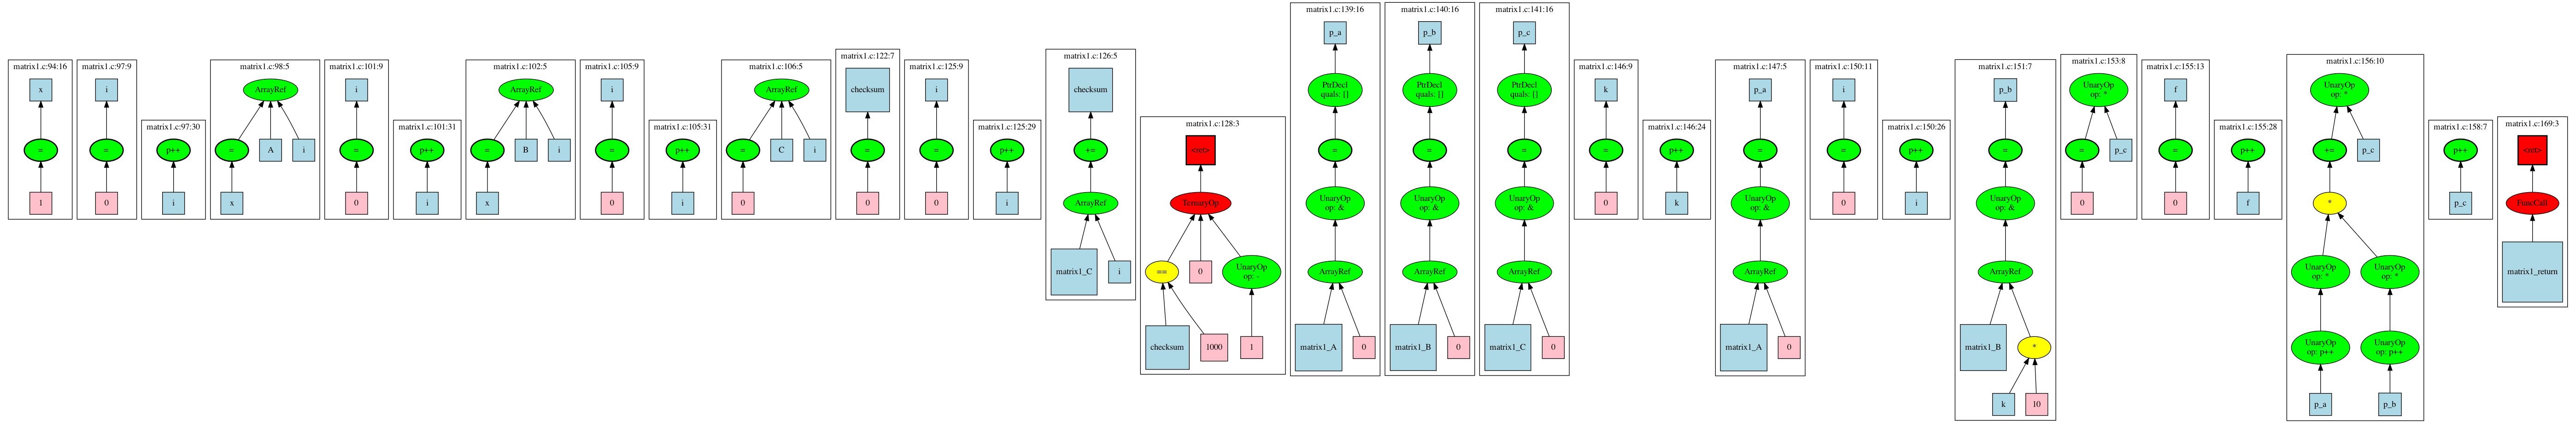 matrix1.c:94:16
x
=
1
matrix1.c:97:9
i
=
0
matrix1.c:97:30
p++
i
matrix1.c:98:5
ArrayRef
=
A
i
x
matrix1.c:101:9
i
=
0
matrix1.c:101:31
p++
i
matrix1.c:102:5
ArrayRef
=
B
i
x
matrix1.c:105:9
i
=
0
matrix1.c:105:31
p++
i
matrix1.c:106:5
ArrayRef
=
C
i
0
matrix1.c:122:7
checksum
=
0
matrix1.c:125:9
i
=
0
matrix1.c:125:29
p++
i
matrix1.c:126:5
checksum
+=
ArrayRef
matrix1_C
i
matrix1.c:128:3
<ret>
TernaryOp
==
0
UnaryOp
op: -
checksum
1000
1
matrix1.c:139:16
p_a
PtrDecl
quals: []
=
UnaryOp
op: &
ArrayRef
matrix1_A
0
matrix1.c:140:16
p_b
PtrDecl
quals: []
=
UnaryOp
op: &
ArrayRef
matrix1_B
0
matrix1.c:141:16
p_c
PtrDecl
quals: []
=
UnaryOp
op: &
ArrayRef
matrix1_C
0
matrix1.c:146:9
k
=
0
matrix1.c:146:24
p++
k
matrix1.c:147:5
p_a
=
UnaryOp
op: &
ArrayRef
matrix1_A
0
matrix1.c:150:11
i
=
0
matrix1.c:150:26
p++
i
matrix1.c:151:7
p_b
=
UnaryOp
op: &
ArrayRef
matrix1_B
*
k
10
matrix1.c:153:8
UnaryOp
op: *
=
p_c
0
matrix1.c:155:13
f
=
0
matrix1.c:155:28
p++
f
matrix1.c:156:10
UnaryOp
op: *
+=
p_c
*
UnaryOp
op: *
UnaryOp
op: *
UnaryOp
op: p++
UnaryOp
op: p++
p_a
p_b
matrix1.c:158:7
p++
p_c
matrix1.c:169:3
<ret>
FuncCall
matrix1_return